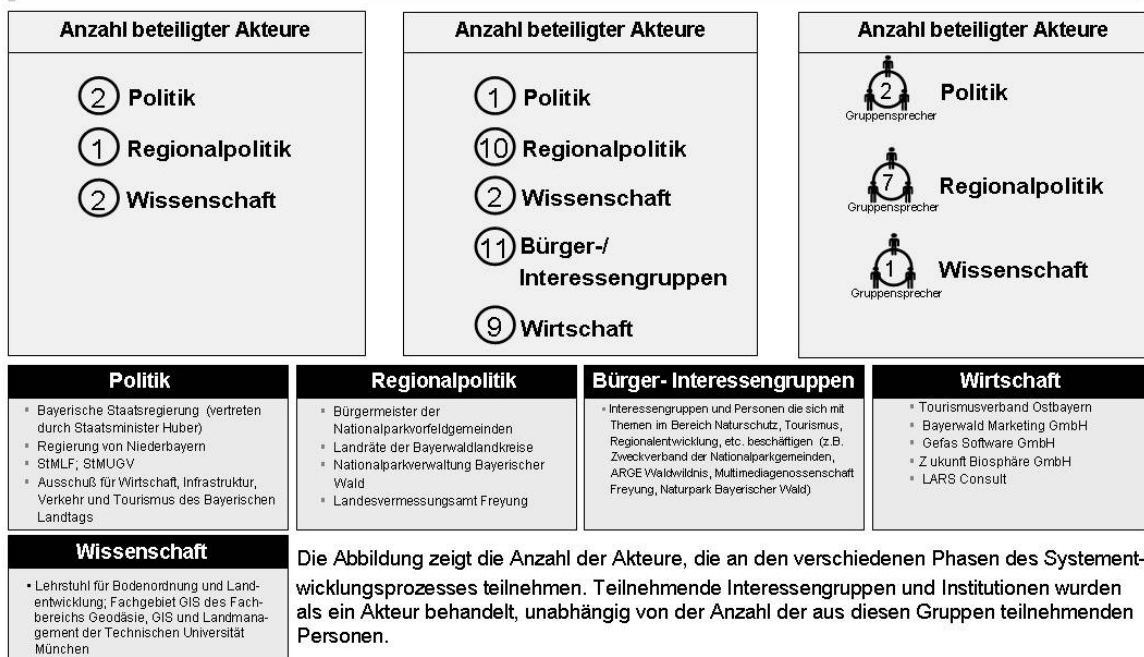 Anzahl beteiligter Akteure
2 Politik
1 Regionalpolitik
2 Wissenschaft
Anzahl beteiligter Akteure
1 Politik
10 Regionalpolitik
2 Wissenschaft
11 Bürger-/
Interessengruppen
9 Wirtschaft
Anzahl beteiligter Akteure
2 Politik
Gruppensprecher
7 Regionalpolitik
Gruppensprecher
1 Wissenschaft
Gruppensprecher
Politik
▪ Bayerische Staatsregierung (vertreten
durch Staatsminister Huber)
▪ Regierung von Niederbayern
▪ StMLF; StMUGV
▪ Ausschuß für Wirtschaft, Infrastruktur,
Verkehr und Tourismus des Bayerischen
Landtags
Regionalpolitik
▪ Bürgermeister der
Nationalparkvorfeldgemeinden
▪ Landräte der Bayerwaldlandkreise
▪ Nationalparkverwaltung Bayerischer
Wald
▪ Landesvermessungsamt Freyung
Bürger- Interessengruppen
▪ Interessengruppen und Personen die sich mit
Themen im Bereich Naturschutz, Tourismus,
Regionalentwicklung, etc. beschäftigen (z.B.
Zweckverband der Nationalparkgemeinden,
ARGE Waldwildnis, Multimediagenossenschaft
Freyung, Naturpark Bayerischer Wald)
Wirtschaft
▪ Tourismusverband Ostbayern
▪ Bayerwald Marketing GmbH
▪ Gefas Software GmbH
▪ Z ukunft Biosphäre GmbH
▪ LARS Consult
Wissenschaft
▪ Lehrstuhl für Bodenordnung und Land-
entwicklung; Fachgebiet GIS des Fach-
bereichs Geodäsie, GIS und Landmana-
gement der Technischen Universität
München
Die Abbildung zeigt die Anzahl der Akteure, die an den verschiedenen Phasen des Systement-
wicklungsprozesses teilnehmen. Teilnehmende Interessengruppen und Institutionen wurden
als ein Akteur behandelt, unabhängig von der Anzahl der aus diesen Gruppen teilnehmenden
Personen.